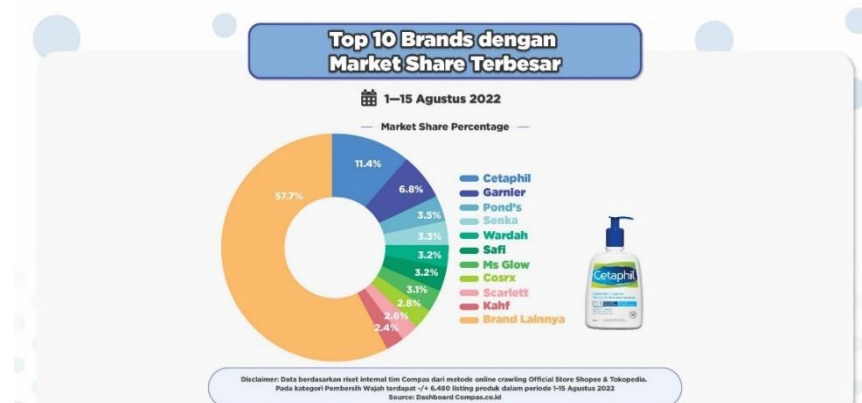 Top 10 Brands dengan
Market Share Terbesar
1—15 Agustus 2022
Market Share Percentage
11.4%
6.8%
3.5%
3.3%
3.2%
3.2%
3.1%
2.8%
2.6%
2.4%
57.7%
Cetaphil
Garnier
Pond's
Senka
Wardah
Safi
Ms Glow
Cosrx
Scarlett
Kahf
Brand Lainnya
Cetaphil
Disclaimer: Data berdasarkan riset internal tim Compas dari metode online crawling Official Store Shopee & Tokopedia.
Pada kategori Pembersih Wajah terdapat -/+ 6.480 listing produk dalam periode 1-15 Agustus 2022
Source: Dashboard Compas.co.id